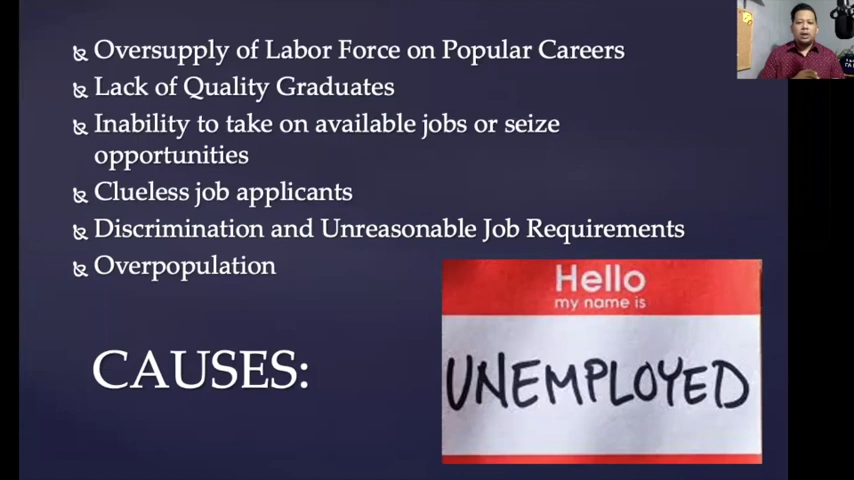 Oversupply of Labor Force on Popular Careers
Lack of Quality Graduates
Inability to take on available jobs or seize
opportunities
Clueless job applicants
Discrimination and Unreasonable Job Requirements
Overpopulation
Hello
my name is
UNEMPLOYED
CAUSES: